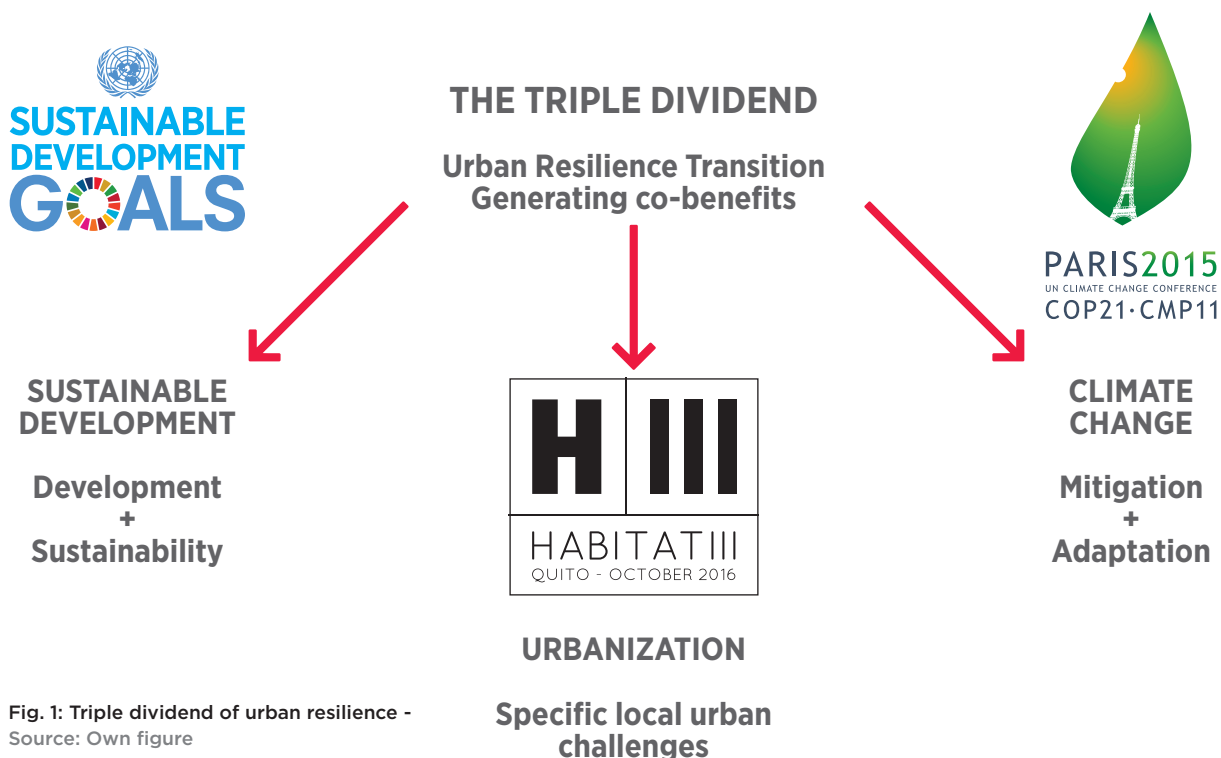 SUSTAINABLE
DEVELOPMENT
GOALS
THE TRIPLE DIVIDEND
Urban Resilience Transition
Generating co-benefits
PARIS2015
UN CLIMATE CHANGE CONFERENCE
COP21·CMP11
SUSTAINABLE
DEVELOPMENT
Development
+
Sustainability
H III
HABITAT III
QUITO - OCTOBER 2016
URBANIZATION
Specific local urban
challenges
CLIMATE
CHANGE
Mitigation
+
Adaptation
Fig. 1: Triple dividend of urban resilience -
Source: Own figure